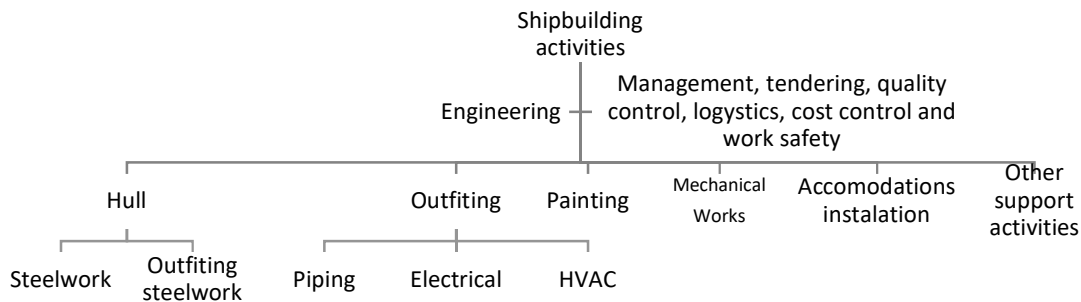 Shipbuilding
activities
Engineering
Management, tendering, quality
control, logystics, cost control and
work safety
Hull
Outfiting
Painting
Mechanical
Works
Accomodations
instalation
Other
support
activities
Steelwork
Outfiting
steelwork
Piping
Electrical
HVAC